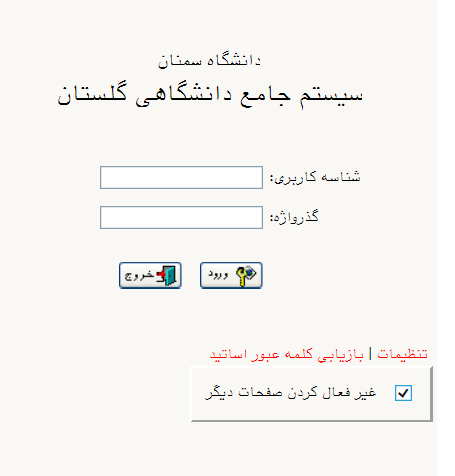 دانشگاه سمنان
سیستم جامع دانشگاهی گلستان
شناسه کاربری:
گذرواژه:
ورود
خروج
تنظیمات | بازیابی کلمه عبور اساتید
غیر فعال کردن صفحات دیگر